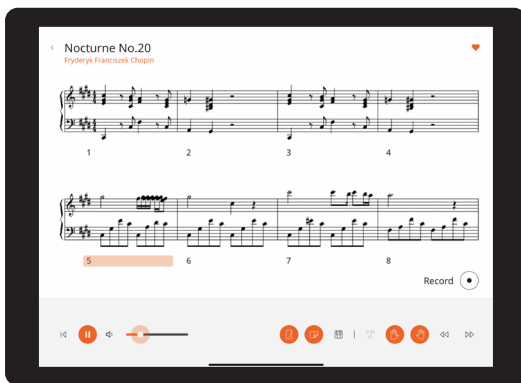 Nocturne No.20
Fryderyk Franciszek Chopin
1 2 3 4
5 6 7 8
Record